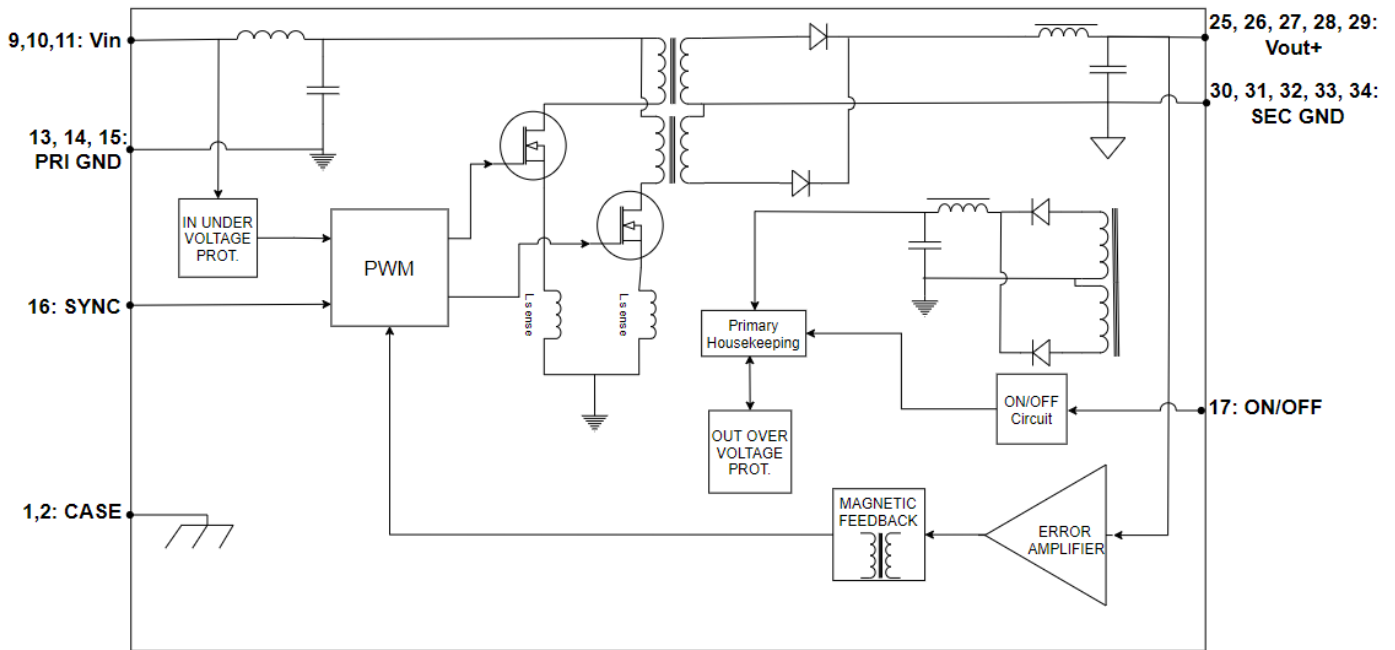 9,10,11: Vin
25, 26, 27, 28, 29:
Vout+
30, 31, 32, 33, 34:
SEC GND
13, 14, 15:
PRI GND
IN UNDER
VOLTAGE
PROT.
PWM
16: SYNC
Lsense
Lsense
Primary
Housekeeping
ON/OFF
Circuit
17: ON/OFF
OUT OVER
VOLTAGE
PROT.
1,2: CASE
MAGNETIC
FEEDBACK
ERROR
AMPLIFIER